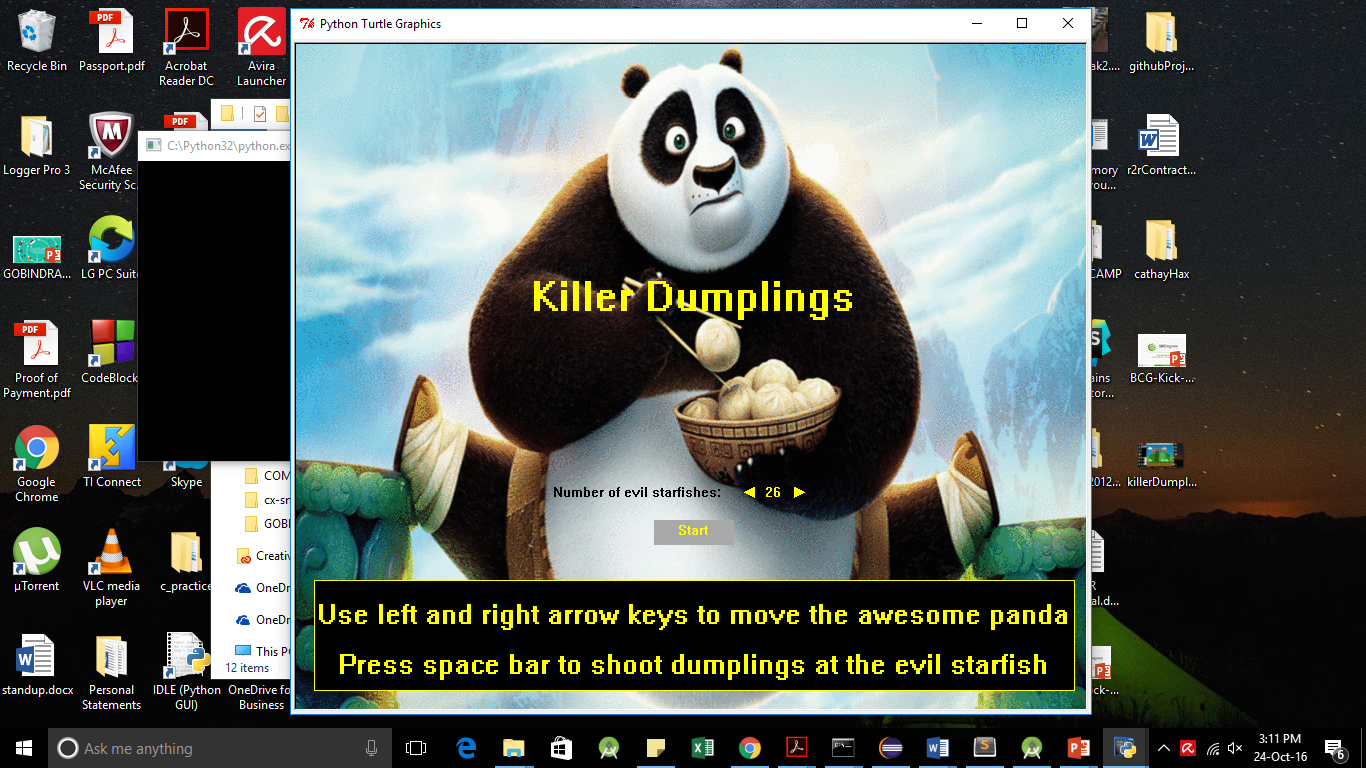 Python Turtle Graphics
Recycle Bin
Passport.pdf
Acrobat
Reader DC
Avira
Launcher
githubProj...
C:\Python32\python.ex
Logger Pro 3
McAfee
Security Sc...
r2rContract...
GOBINDRA...
LG PC Suite
cathayHax
Killer Dumplings
Proof of
Payment.pdf
CodeBlock
BCG-Kick-...
Google
Chrome
TI Connect
Skype
COM
cx-sr
GOBI
killerDumpl...
Number of evil starfishes:
26
Start
µTorrent
VLC media
player
c_practice
Creativ
OneDr
OneDr
This PC
12 items
Use left and right arrow keys to move the awesome panda
Press space bar to shoot dumplings at the evil starfish
standup.docx
Personal
Statements
IDLE (Python
GUI)
OneDrive for
Business
Ask me anything
3:11 PM
24-Oct-16
6